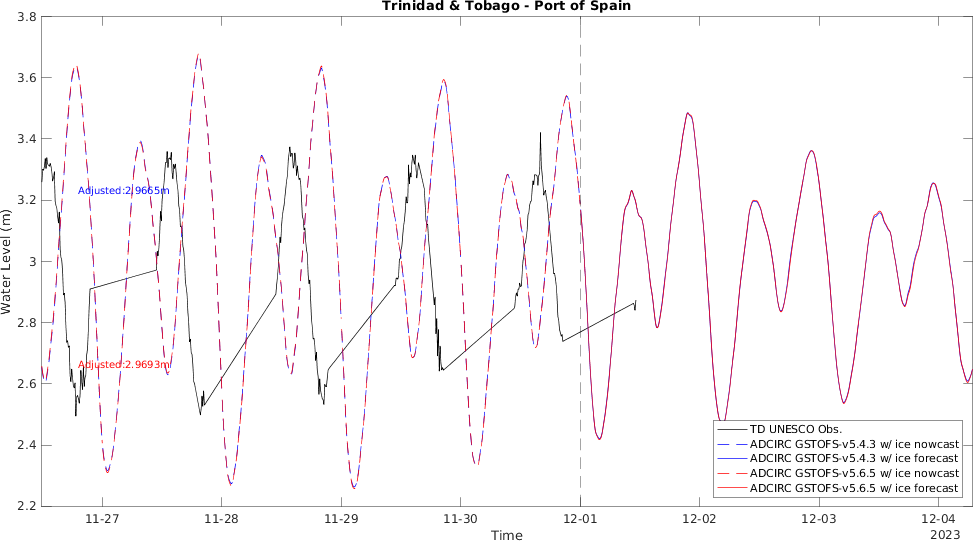 Trinidad & Tobago - Port of Spain
3.8
3.6
3.4
3.2
3
2.8
2.6
2.4
2.2
Water Level (m)
Adjusted:2.9665m
Adjusted:2.9693m
TD UNESCO Obs.
ADCIRC GSTOFS-v5.4.3 w/ ice nowcast
ADCIRC GSTOFS-v5.4.3 w/ ice forecast
ADCIRC GSTOFS-v5.6.5 w/ ice nowcast
ADCIRC GSTOFS-v5.6.5 w/ ice forecast
11-27 11-28 11-29 11-30 12-01 12-02 12-03 12-04
Time
2023